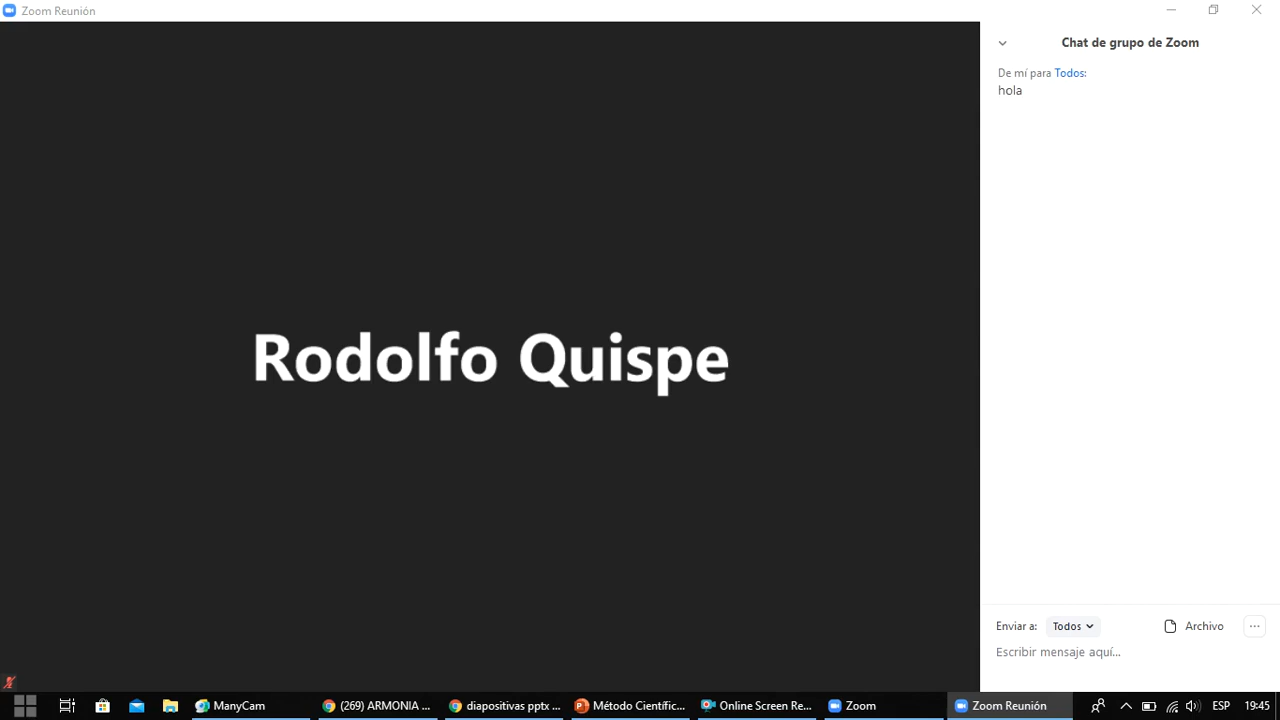 Zoom Reunión
Chat de grupo de Zoom
De mí para Todos:
hola
Rodolfo Quispe
Enviar a: Todos Archivo ...
Escribir mensaje aquí...
ManyCam (269) ARMONIA ... diapositivas pptx ... Método Científic... Online Screen Re... Zoom Zoom Reunión ESP 19:45